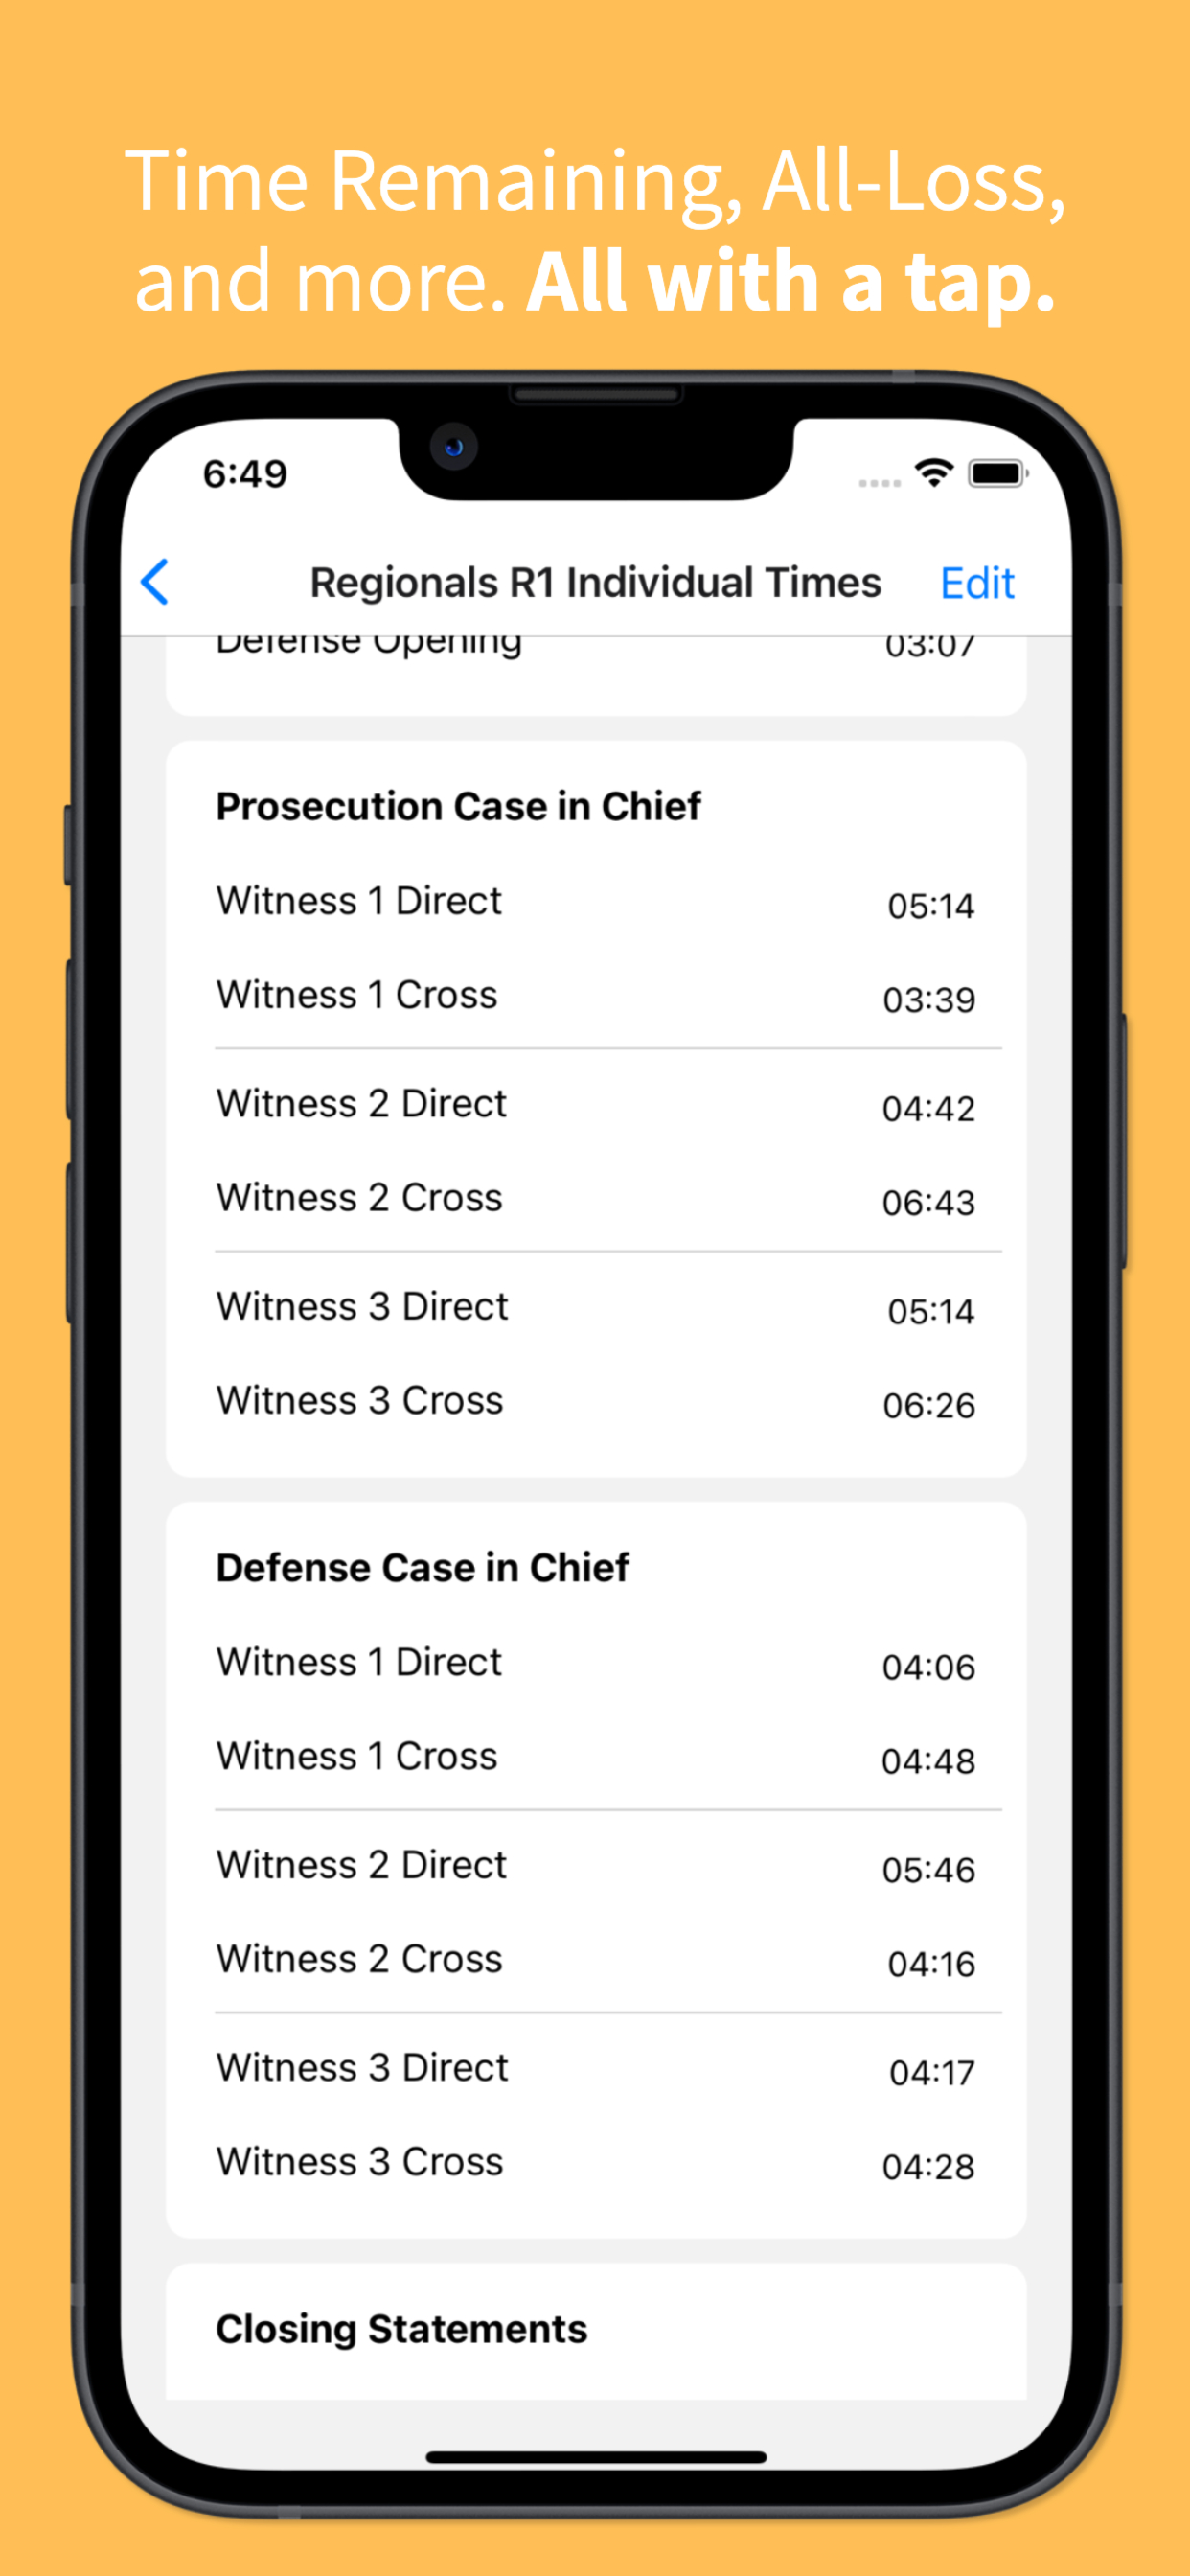 Time Remaining, All-Loss,
and more. All with a tap.
6:49
Regionals R1 Individual Times Edit
Defense Opening 03:07
Prosecution Case in Chief
Witness 1 Direct 05:14
Witness 1 Cross 03:39
Witness 2 Direct 04:42
Witness 2 Cross 06:43
Witness 3 Direct 05:14
Witness 3 Cross 06:26
Defense Case in Chief
Witness 1 Direct 04:06
Witness 1 Cross 04:48
Witness 2 Direct 05:46
Witness 2 Cross 04:16
Witness 3 Direct 04:17
Witness 3 Cross 04:28
Closing Statements